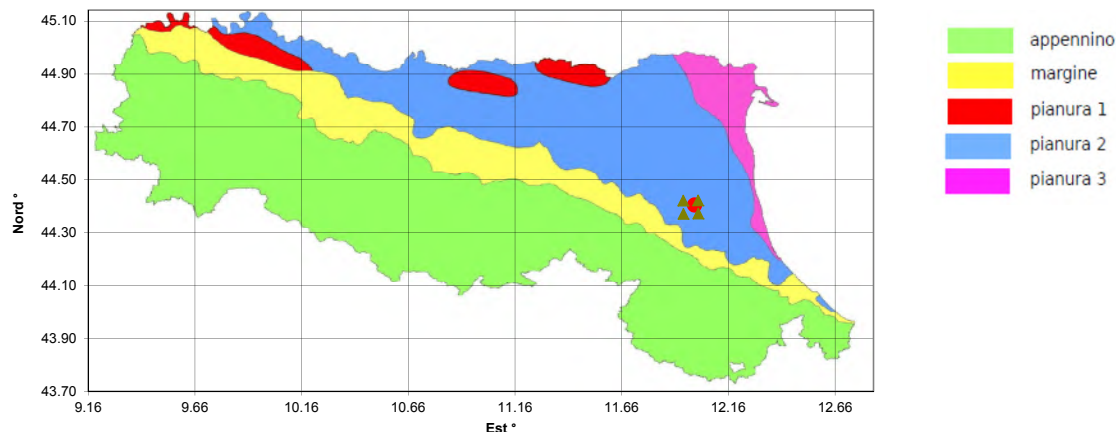 45.10
44.90
44.70
44.50
44.30
44.10
43.90
43.70
Nord °
9.16 9.66 10.16 10.66 11.16 11.66 12.16 12.66
Est °
appennino
margine
pianura 1
pianura 2
pianura 3